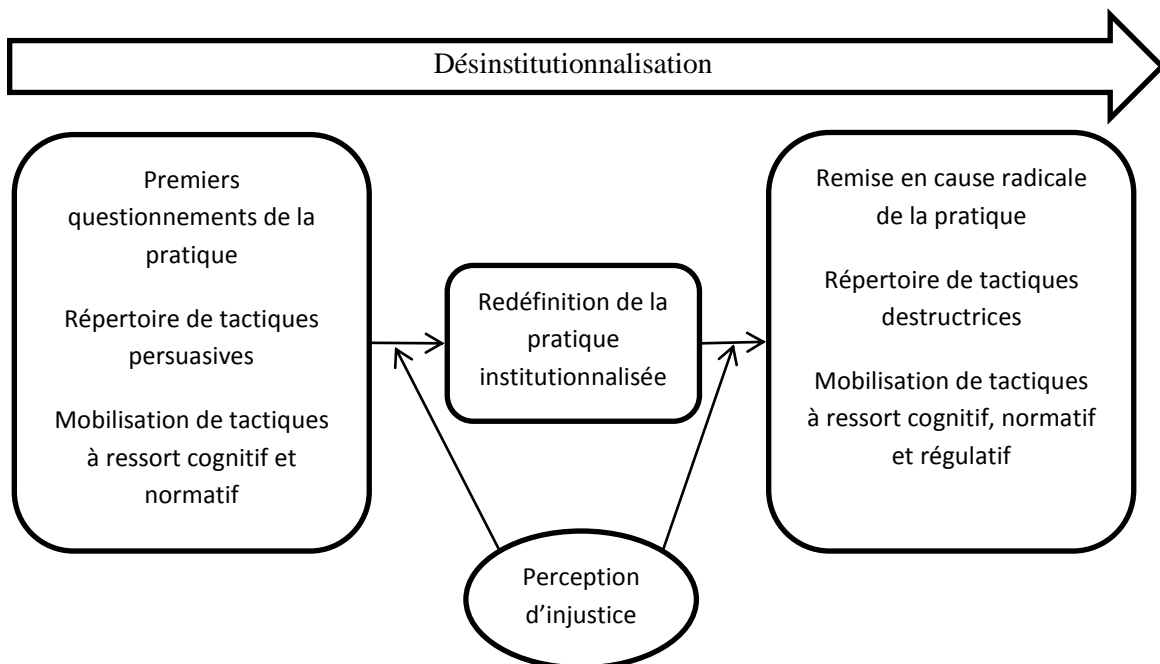 Désinstitutionnalisation
Premiers
questionnements de la
pratique
Répertoire de tactiques
persuasives
Mobilisation de tactiques
à ressort cognitif et
normatif
Redéfinition de la
pratique
institutionnalisée
Remise en cause radicale
de la pratique
Répertoire de tactiques
destructrices
Mobilisation de tactiques
à ressort cognitif, normatif
et régulatif
Perception
d’injustice